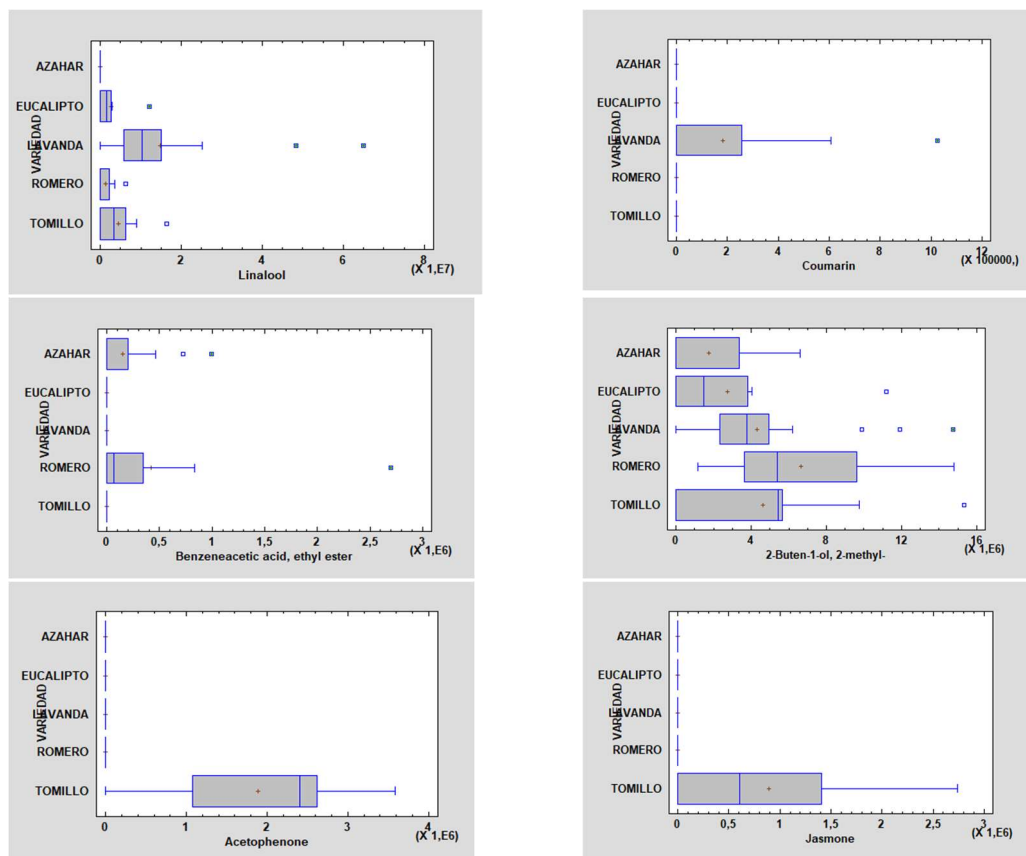 VARIEDAD
AZAHAR
EUCALIPTO
LAVANDA
ROMERO
TOMILLO
0 2 4 6 8
(X 1,E7)
Linalool
VARIEDAD
AZAHAR
EUCALIPTO
LAVANDA
ROMERO
TOMILLO
0 2 4 6 8 10 12
(X 100000,)
Coumarin
VARIEDAD
AZAHAR
EUCALIPTO
LAVANDA
ROMERO
TOMILLO
0 0,5 1 1,5 2 2,5 3
(X 1,E6)
Benzeneacetic acid, ethyl ester
VARIEDAD
AZAHAR
EUCALIPTO
LAVANDA
ROMERO
TOMILLO
0 4 8 12 16
(X 1,E6)
2-Buten-1-ol, 2-methyl-
VARIEDAD
AZAHAR
EUCALIPTO
LAVANDA
ROMERO
TOMILLO
0 1 2 3 4
(X 1,E6)
Acetophenone
VARIEDAD
AZAHAR
EUCALIPTO
LAVANDA
ROMERO
TOMILLO
0 0,5 1 1,5 2 2,5 3
(X 1,E6)
Jasmone